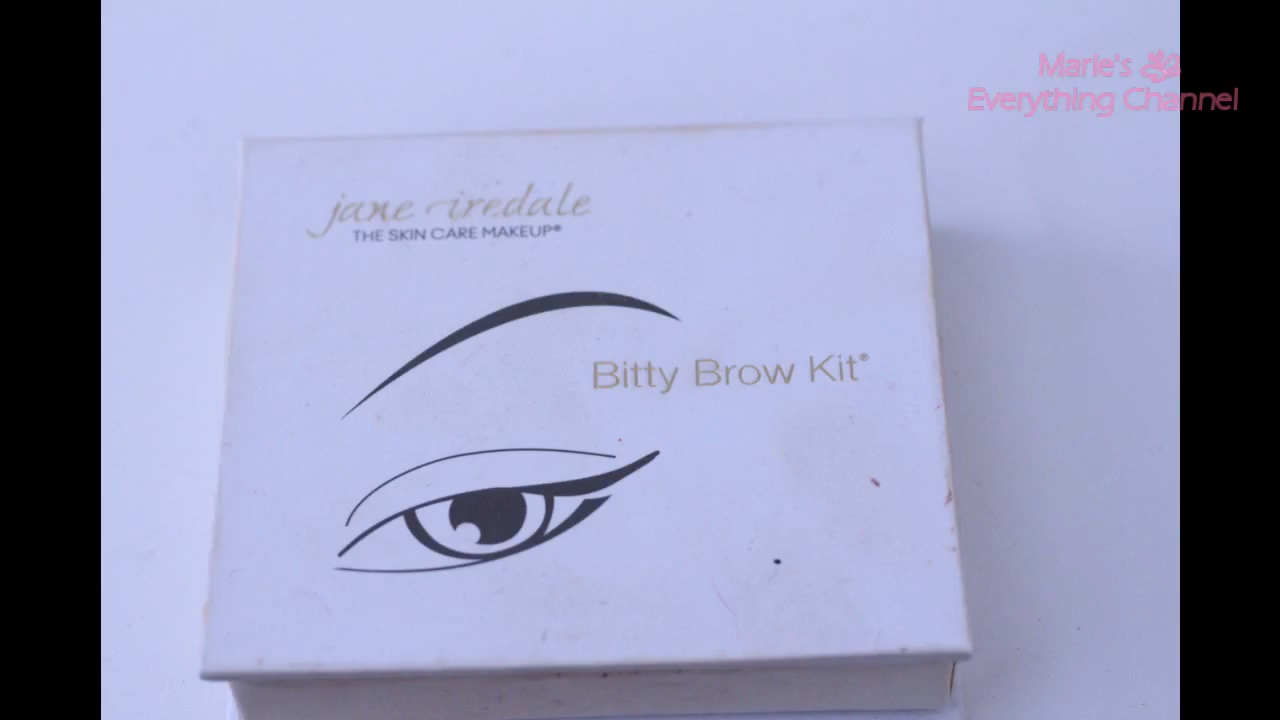 Marie's
Everything Channel
jane iredale
THE SKIN CARE MAKEUP®
Bitty Brow Kit®